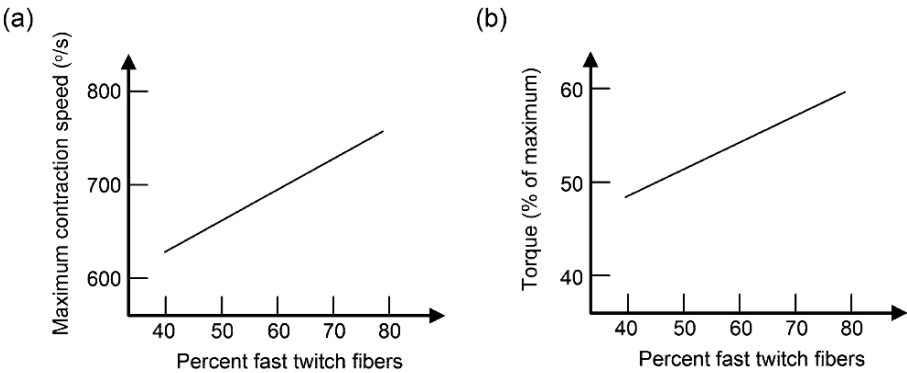 (a)
Maximum contraction speed (º/s)
800
700
600
40 50 60 70 80
Percent fast twitch fibers
(b)
Torque (% of maximum)
60
50
40
40 50 60 70 80
Percent fast twitch fibers